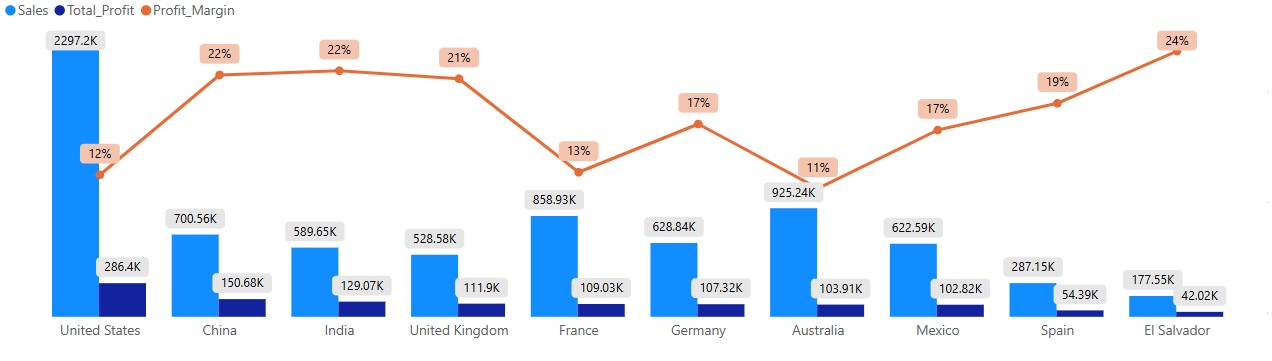 Sales Total_Profit Profit_Margin
2297.2K
22%
22%
21%
24%
19%
17%
17%
12%
13%
11%
925.24K
858.93K
700.56K
589.65K
528.58K
628.84K
622.59K
286.4K
150.68K
129.07K
111.9K
109.03K
107.32K
103.91K
102.82K
287.15K
54.39K
177.55K
42.02K
United States China India United Kingdom France Germany Australia Mexico Spain El Salvador